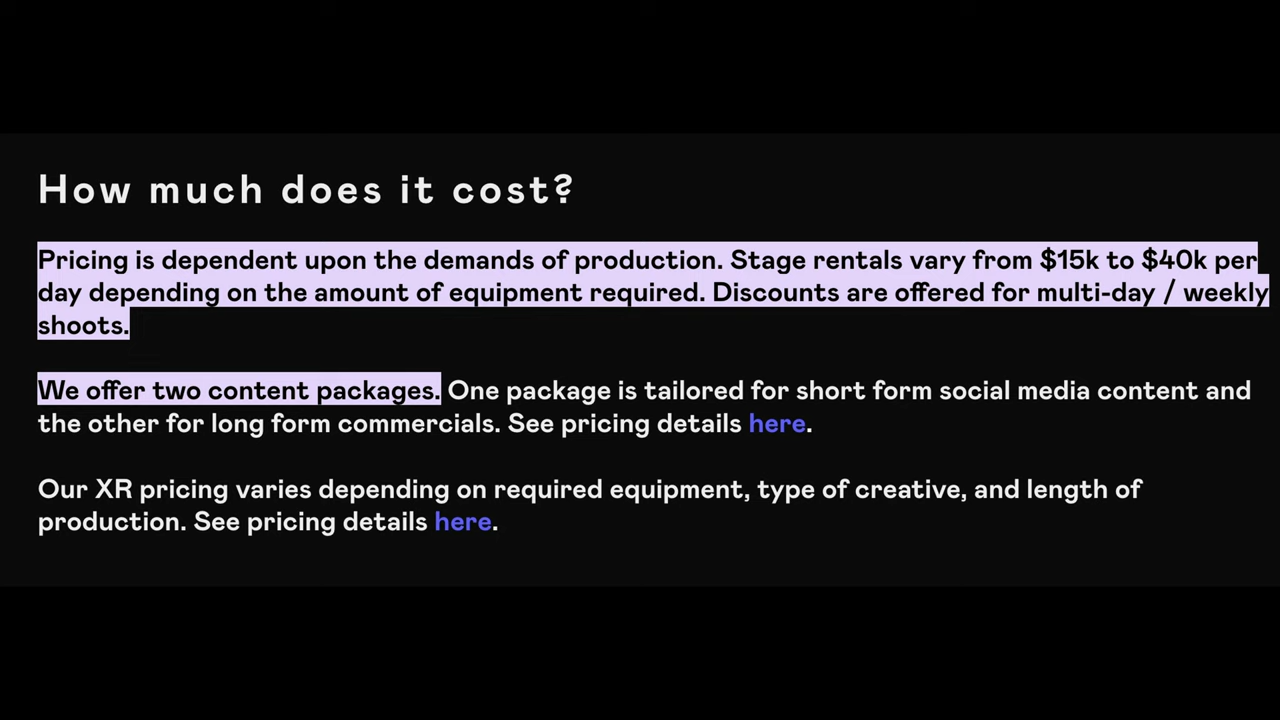 How much does it cost?
Pricing is dependent upon the demands of production. Stage rentals vary from $15k to $40k per
day depending on the amount of equipment required. Discounts are offered for multi-day / weekly
shoots.
We offer two content packages. One package is tailored for short form social media content and
the other for long form commercials. See pricing details here.
Our XR pricing varies depending on required equipment, type of creative, and length of
production. See pricing details here.